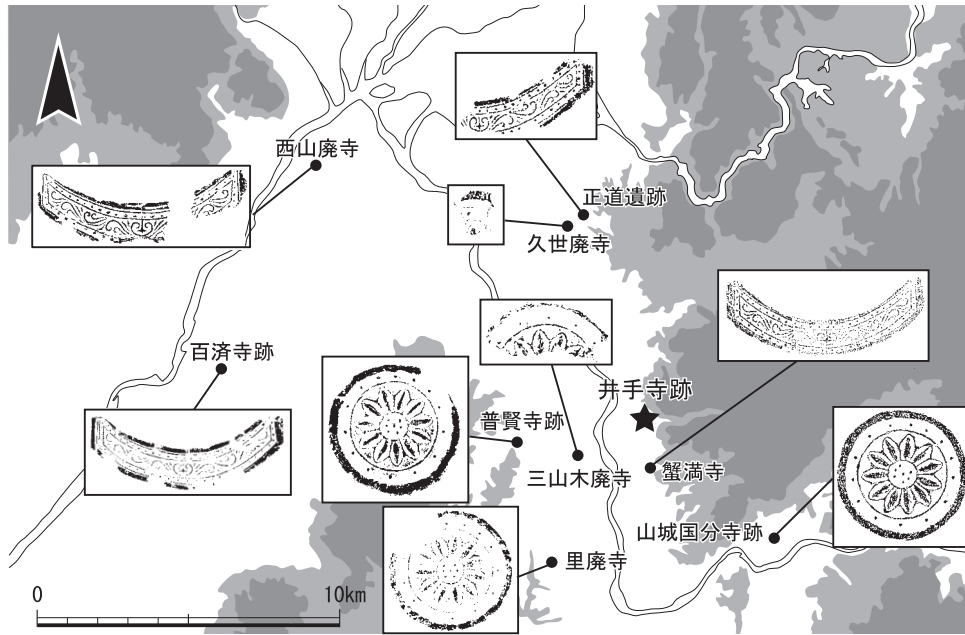 西山廃寺
正道遺跡
久世廃寺
百済寺跡
井手寺跡
普賢寺跡
三山木廃寺
蟹満寺
山城国分寺跡
里廃寺
0
10km